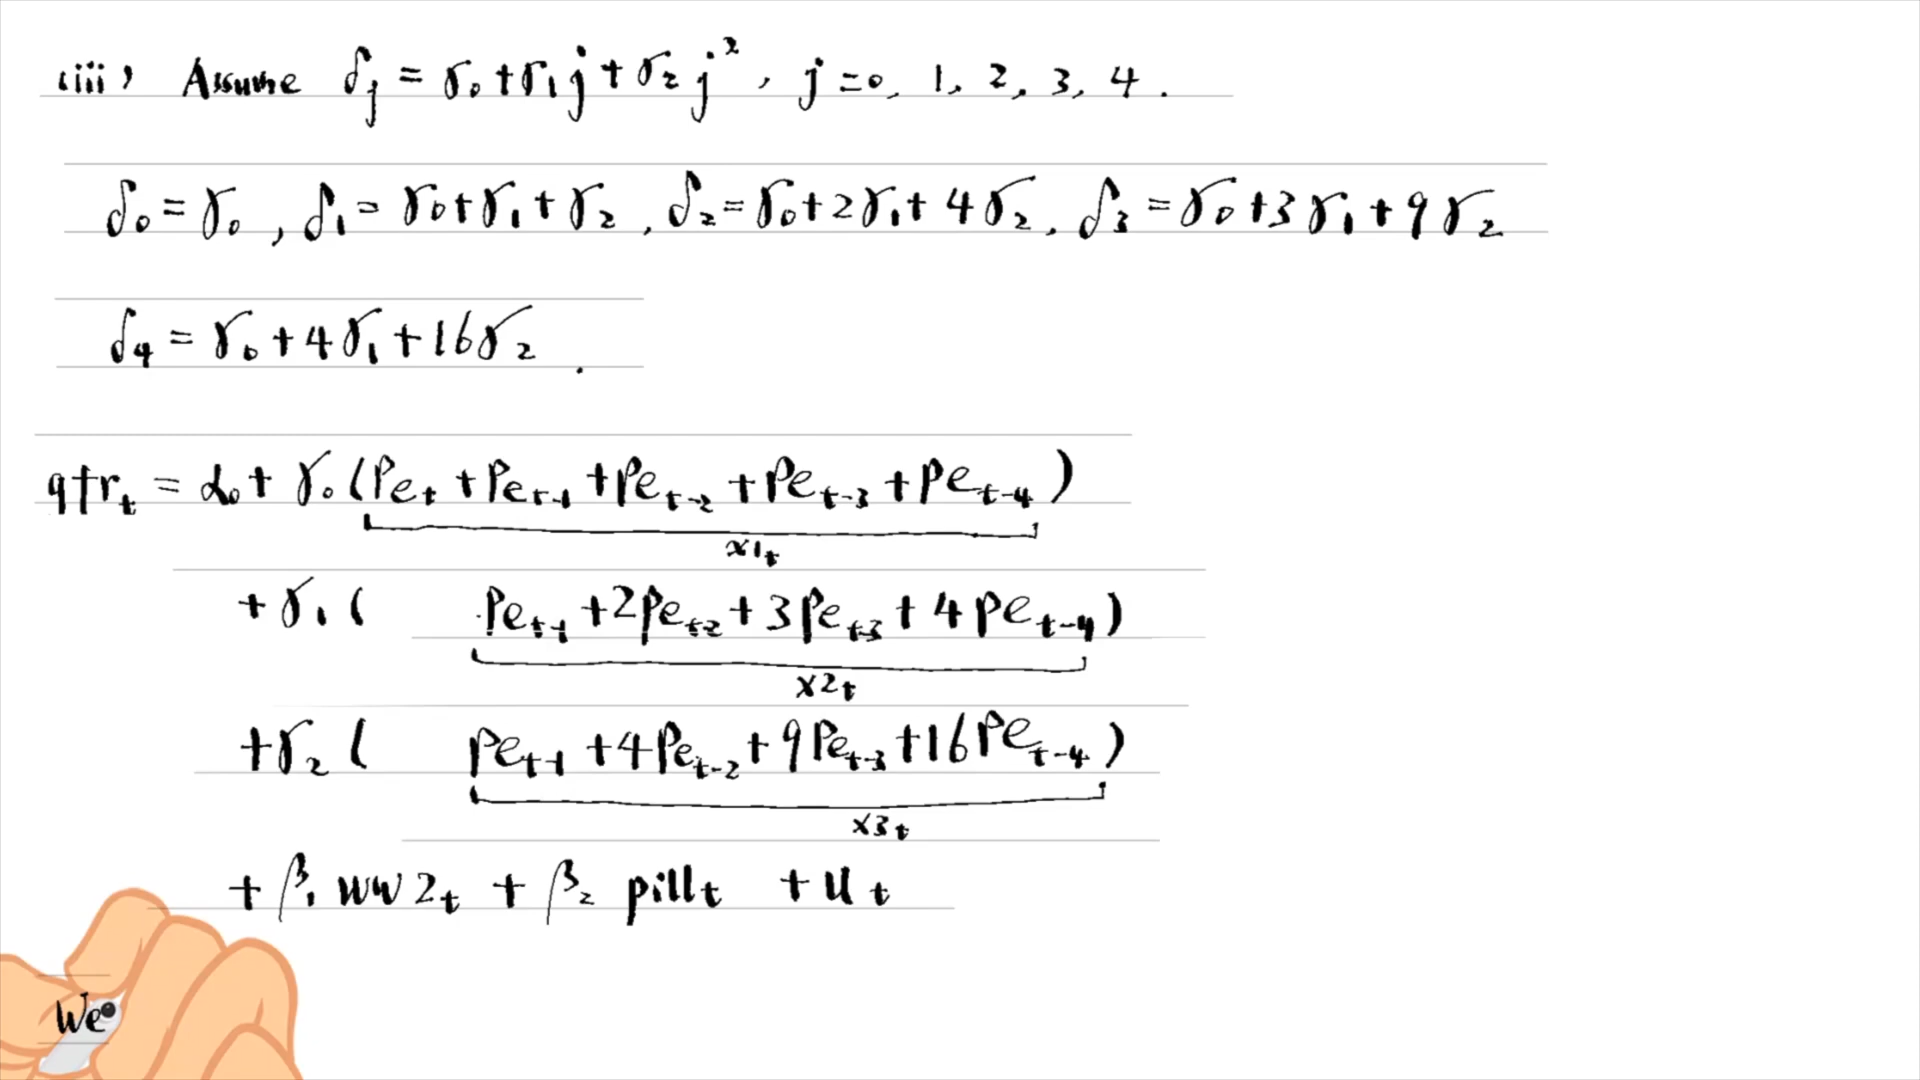 (iii) Assume δj = γ0 + γ1 j + γ2 j², j = 0, 1, 2, 3, 4.
δ0 = γ0, δ1 = γ0 + γ1 + γ2, δ2 = γ0 + 2γ1 + 4γ2, δ3 = γ0 + 3γ1 + 9γ2
δ4 = γ0 + 4γ1 + 16γ2.
gfrt = α0 + γ0 (pet + pet-1 + pet-2 + pet-3 + pet-4)
x1t
+ γ1 ( pet-1 + 2pet-2 + 3pet-3 + 4pet-4)
x2t
+ γ2 ( pet-1 + 4pet-2 + 9pet-3 + 16pet-4)
x3t
+ β1 ww2t + β2 pillt + ut
We